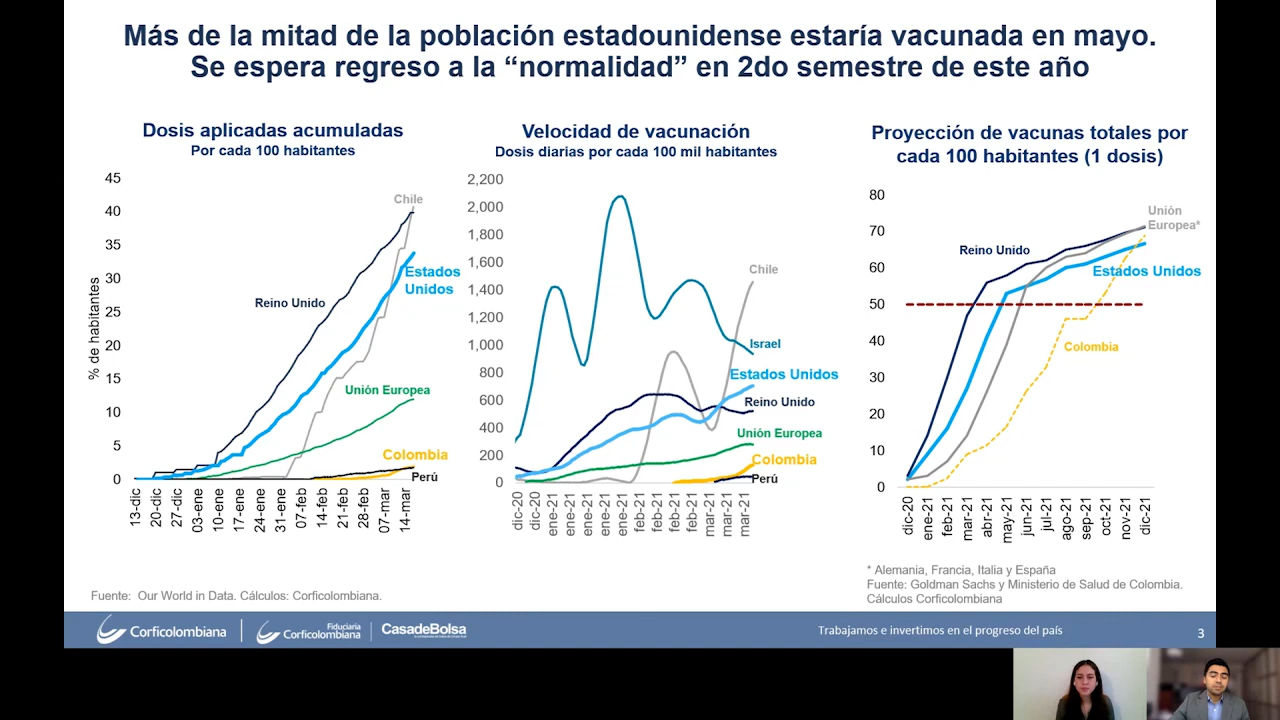 Más de la mitad de la población estadounidense estaría vacunada en mayo.
Se espera regreso a la “normalidad” en 2do semestre de este año
Dosis aplicadas acumuladas
Por cada 100 habitantes
% de habitantes
45
40
35
30
25
20
15
10
5
0
Chile
Estados
Unidos
Reino Unido
Unión Europea
Colombia
Perú
13-dic
20-dic
27-dic
03-ene
10-ene
17-ene
24-ene
31-ene
07-feb
14-feb
21-feb
28-feb
07-mar
14-mar
Velocidad de vacunación
Dosis diarias por cada 100 mil habitantes
2,200
2,000
1,800
1,600
1,400
1,200
1,000
800
600
400
200
0
Chile
Israel
Estados Unidos
Reino Unido
Unión Europea
Colombia
Perú
dic-20
dic-20
ene-21
ene-21
ene-21
ene-21
ene-21
feb-21
feb-21
feb-21
feb-21
mar-21
mar-21
mar-21
Proyección de vacunas totales por
cada 100 habitantes (1 dosis)
80
70
60
50
40
30
20
10
0
Unión
Europea*
Reino Unido
Estados Unidos
Colombia
dic-20
ene-21
feb-21
mar-21
abr-21
may-21
jun-21
jul-21
ago-21
sep-21
oct-21
nov-21
dic-21
* Alemania, Francia, Italia y España
Fuente: Goldman Sachs y Ministerio de Salud de Colombia.
Cálculos Corficolombiana
Fuente: Our World in Data. Cálculos: Corficolombiana.
Corficolombiana
Fiduciaria
Corficolombiana
CasadeBolsa
Trabajamos e invertimos en el progreso del país
3